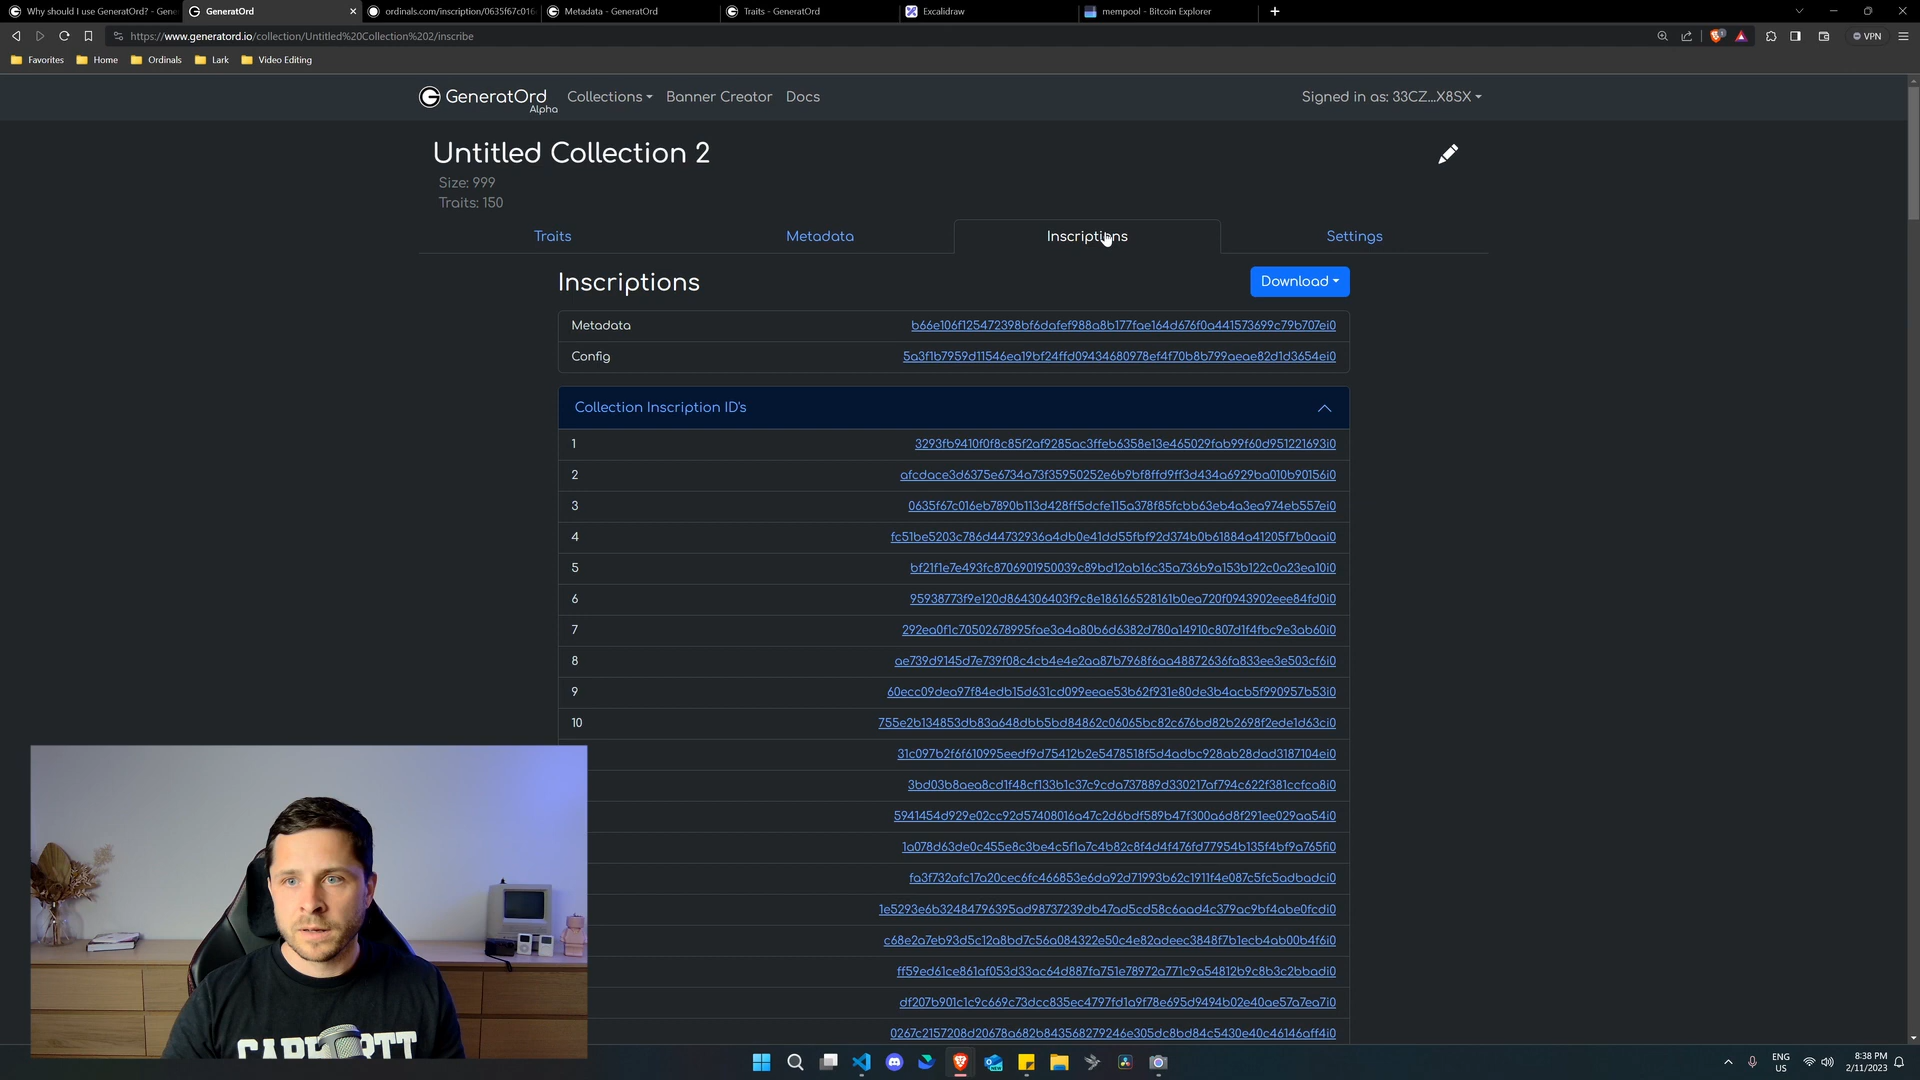 Why should I use GeneratOrd? - Gene
GeneratOrd
ordinals.com/inscription/0635f67c016
Metadata - GeneratOrd
Traits - GeneratOrd
Excalidraw
mempool - Bitcoin Explorer
https://www.generatord.io/collection/Untitled%20Collection%202/inscribe
VPN
Favorites
Home
Ordinals
Lark
Video Editing
GeneratOrd
Alpha
Collections
Banner Creator
Docs
Signed in as: 33CZ...X8SX
Untitled Collection 2
Size: 999
Traits: 150
Traits
Metadata
Inscriptions
Settings
Inscriptions
Download
Metadata
b66e106f125472398bf6dafef988a8b177fae164d676f0a441573699c79b707ei0
Config
5a3f1b7959d11546ea19bf24ffd09434680978ef4f70b8b799aeae82d1d3654ei0
Collection Inscription ID's
1
3293fb9410f0f8c85f2af9285ac3ffeb6358e13e465029fab99f60d951221693i0
2
afcdace3d6375e6734a73f35950252e6b9bf8ffd9ff3d434a6929ba010b90156i0
3
0635f67c016eb7890b113d428ff5dcfe115a378f85fcbb63eb4a3ea974eb557ei0
4
fc51be5203c786d44732936a4db0e41dd55fbf92d374b0b61884a41205f7b0aai0
5
bf21f1e7e493fc8706901950039c89bd12ab16c35a736b9a153b122c0a23ea10i0
6
95938773f9e120d864306403f9c8e186166528161b0ea720f0943902eee84fd0i0
7
292ea0f1c70502678995fae3a4a80b6d6382d780a14910c807d1f4fbc9e3ab60i0
8
ae739d9145d7e739f08c4cb4e4e2aa87b7968f6aa48872636fa833ee3e503cf6i0
9
60ecc09dea97f84edb15d631cd099eeae53b62f931e80de3b4acb5f990957b53i0
10
755e2b134853db83a648dbb5bd84862c06065bc82c676bd82b2698f2ede1d63ci0
31c097b2f6f610995eedf9d75412b2e5478518f5d4adbc928ab28dad3187104ei0
3bd03b8aea8cd1f48cf133b1c37c9cda737889d330217af794c622f381ccfca8i0
5941454d929e02cc92d57408016a47c2d6bdf589b47f300a6d8f291ee029aa54i0
1a078d63de0c455e8c3be4c5f1a7c4b82c8f4d4f476fd77954b135f4bf9a765fi0
fa3f732afc17a20cec6fc466853e6da92d71993b62c1911f4e087c5fc5adbadci0
1e5293e6b32484796395ad98737239db47ad5cd58c6aad4c379ac9bf4abe0fcdi0
c68e2a7eb93d5c12a8bd7c56a084322e50c4e82adeec3848f7b1ecb4ab00b4f6i0
ff59ed61ce861af053d33ac64d887fa751e78972a771c9a54812b9c8b3c2bbadi0
df207b901c1c9c669c73dcc835ec4797fd1a9f78e695d9494b02e40ae57a7ea7i0
0267c2157208d20678a682b843568279246e305dc8bd84c5430e40c46146aff4i0
CARHARTT
ENG
US
8:38 PM
2/11/2023